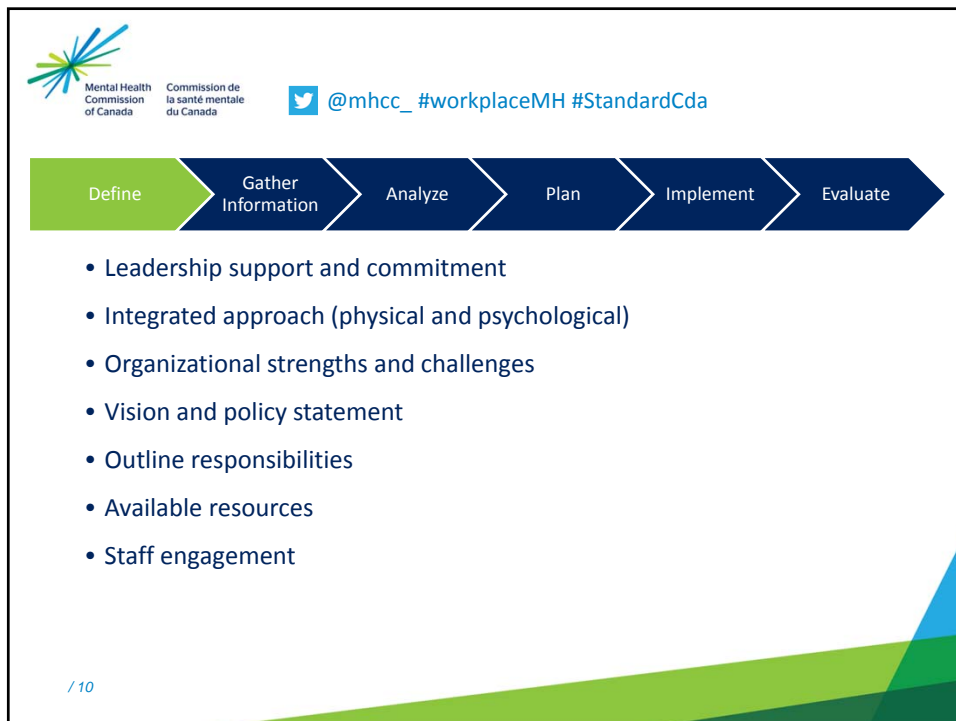 Mental Health
Commission
of Canada
Commission de
la santé mentale
du Canada
@mhcc_ #workplaceMH #StandardCda
Define
Gather
Information
Analyze
Plan
Implement
Evaluate
• Leadership support and commitment
• Integrated approach (physical and psychological)
• Organizational strengths and challenges
• Vision and policy statement
• Outline responsibilities
• Available resources
• Staff engagement
/ 10